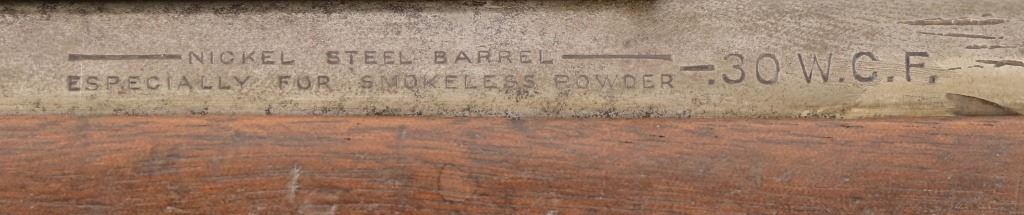 NICKEL STEEL BARREL
ESPECIALLY FOR SMOKELESS POWDER -.30 W.C.F.